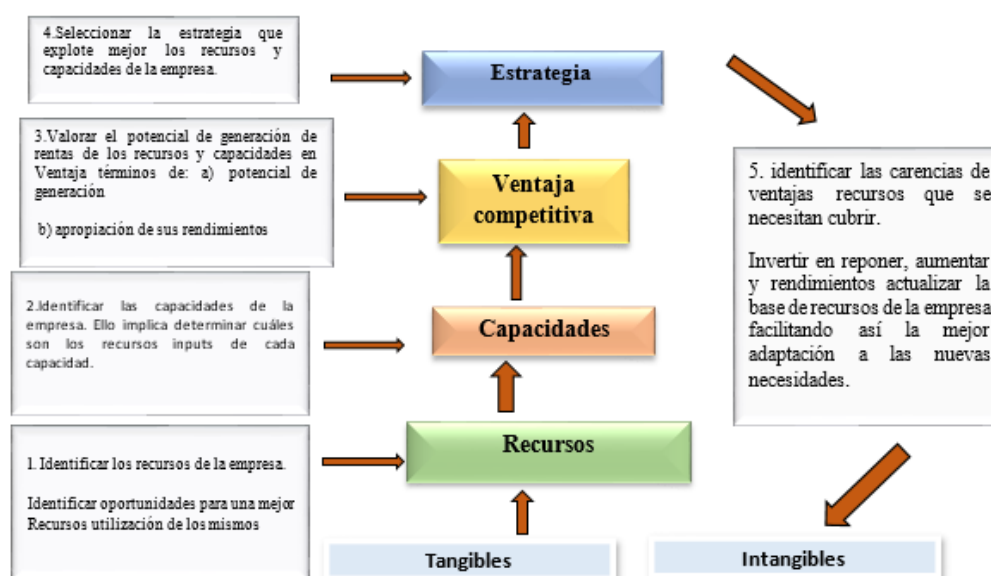 4.Seleccionar la estrategia que
explote mejor los recursos y
capacidades de la empresa.
Estrategia
3.Valorar el potencial de generación de
rentas de los recursos y capacidades en
Ventaja términos de: a) potencial de
generación
b) apropiación de sus rendimientos
Ventaja
competitiva
2.Identificar las capacidades de la
empresa. Ello implica determinar cuáles
son los recursos inputs de cada
capacidad.
Capacidades
1. Identificar los recursos de la empresa.
Identificar oportunidades para una mejor
Recursos utilización de los mismos
Recursos
Tangibles
5. identificar las carencias de
ventajas recursos que se
necesitan cubrir.
Invertir en reponer, aumentar
y rendimientos actualizar la
base de recursos de la empresa
facilitando así la mejor
adaptación a las nuevas
necesidades.
Intangibles